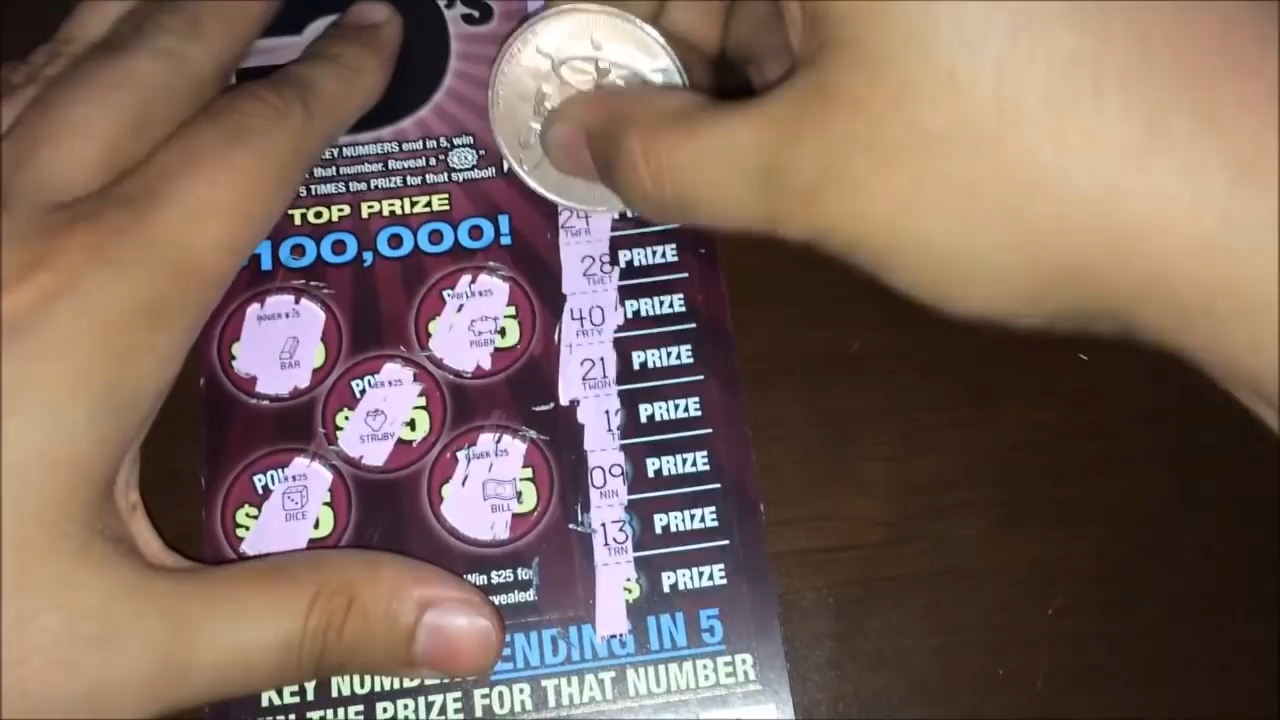 'S
KEY NUMBERS end in 5, win
that number. Reveal a " 5X "
5 TIMES the PRIZE for that symbol!
TOP PRIZE
$100,000!
POWER $25
BAR
POWER $25
PIGBN
POWER $25
STRWBY
POWER $25
DICE
POWER $25
BILL
24
TWFR
28 PRIZE
TWET
40 PRIZE
FRTY
21 PRIZE
TWON
PRIZE
09 PRIZE
NIN
13 PRIZE
TRN
$ PRIZE
Win $25 for
revealed.
KEY NUMBERS ENDING IN 5
WIN THE PRIZE FOR THAT NUMBER